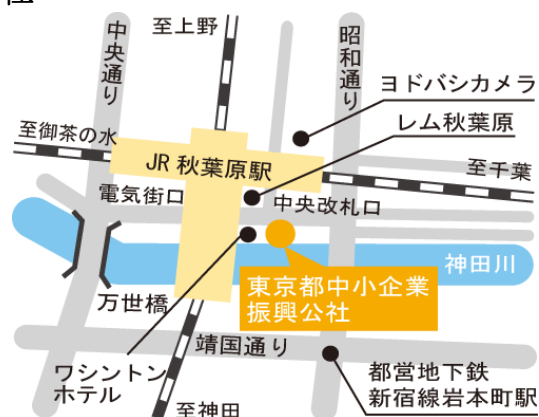 至上野
中央通り
昭和通り
ヨドバシカメラ
レム秋葉原
至御茶の水
JR 秋葉原駅
至千葉
電気街口
中央改札口
神田川
東京都中小企業
振興公社
万世橋
靖国通り
ワシントン
ホテル
都営地下鉄
新宿線岩本町駅
至神田